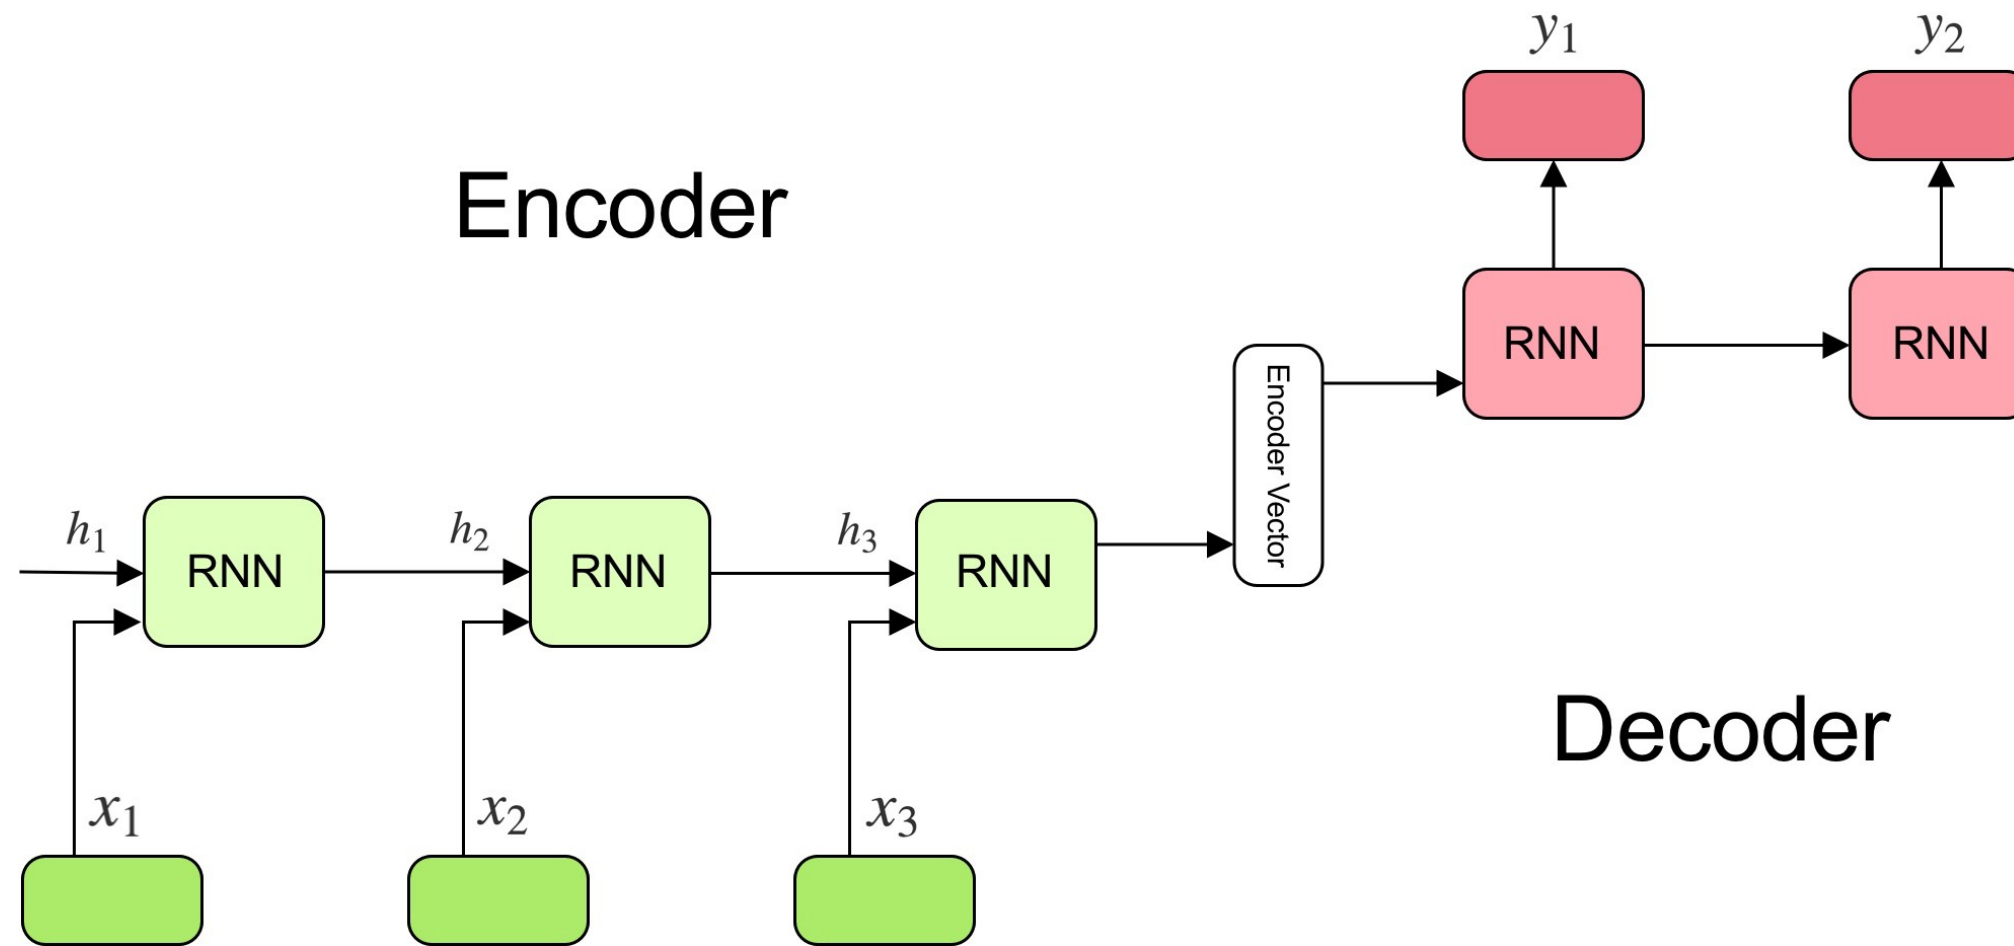 y₁
y₂
Encoder
RNN
RNN
Encoder Vector
h₁
h₂
h₃
RNN
RNN
RNN
Decoder
x₁
x₂
x₃